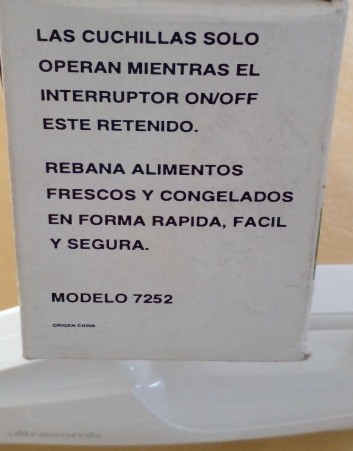 LAS CUCHILLAS SOLO
OPERAN MIENTRAS EL
INTERRUPTOR ON/OFF
ESTE RETENIDO.
REBANA ALIMENTOS
FRESCOS Y CONGELADOS
EN FORMA RAPIDA, FACIL
Y SEGURA.
MODELO 7252
ORIGEN CHINA
ultracomb